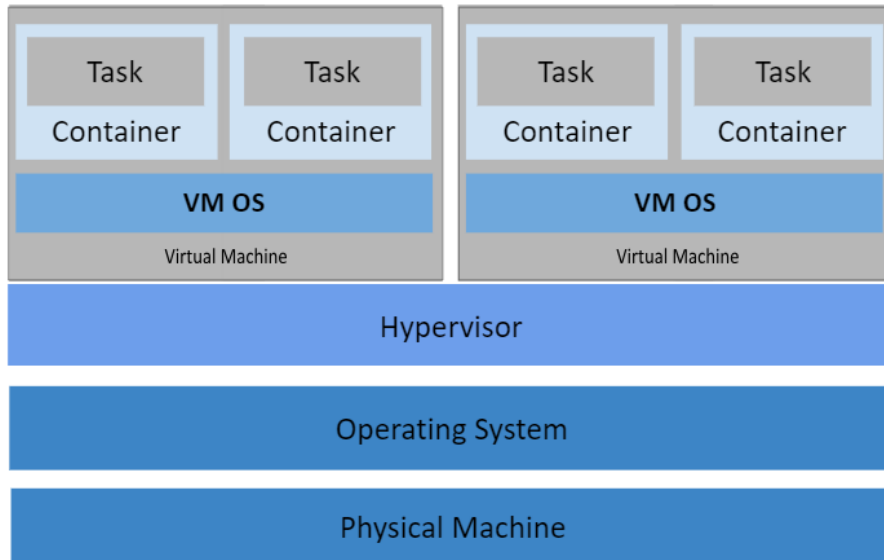 Task
Task
Container
Container
VM OS
Virtual Machine
Task
Task
Container
Container
VM OS
Virtual Machine
Hypervisor
Operating System
Physical Machine